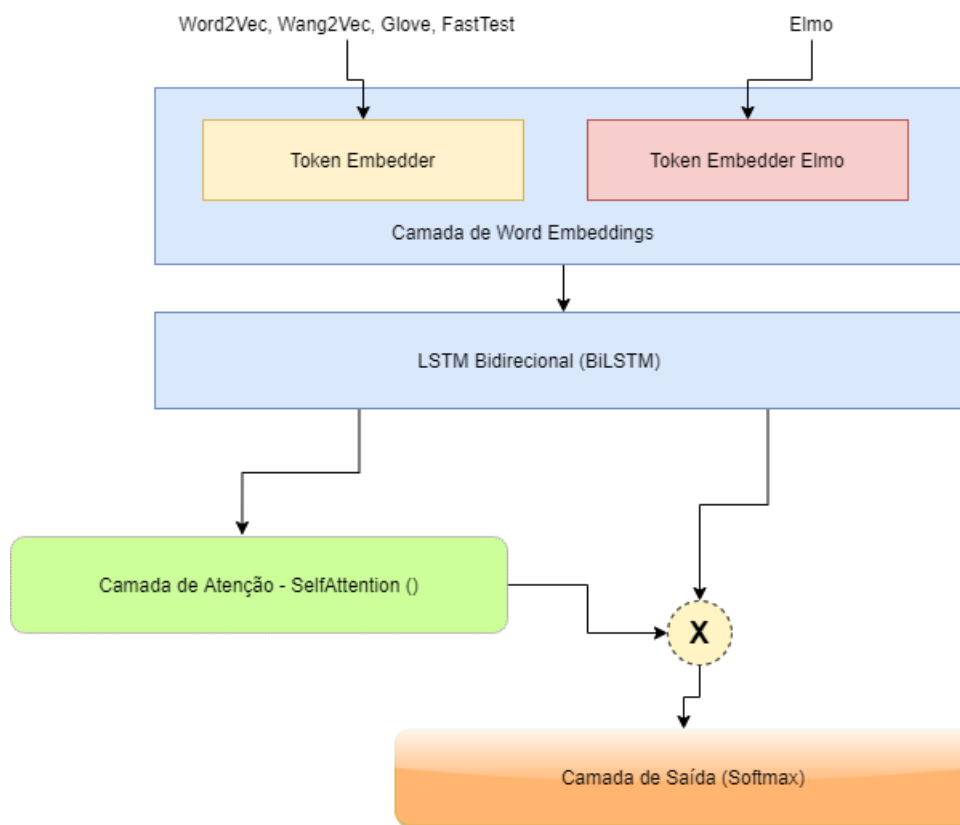 Word2Vec, Wang2Vec, Glove, FastTest
Elmo
Token Embedder
Token Embedder Elmo
Camada de Word Embeddings
LSTM Bidirecional (BiLSTM)
Camada de Atenção - SelfAttention ()
X
Camada de Saída (Softmax)